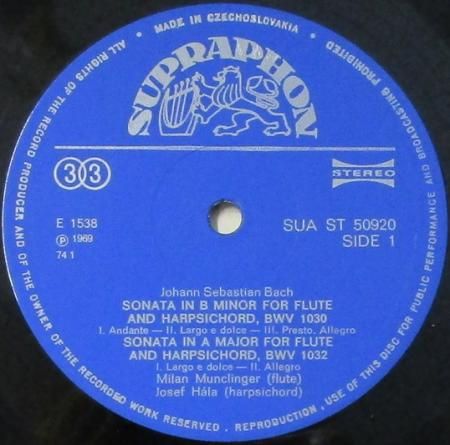 MADE IN CZECHOSLOVAKIA
ALL RIGHTS OF THE RECORD PRODUCER AND OF THE OWNER OF THE RECORDED WORK RESERVED. REPRODUCTION, USE OF THIS DISC FOR PUBLIC PERFORMANCE AND BROADCASTING PROHIBITED
SUPRAPHON
33
STEREO
E 1538
Ⓟ 1969
74 1
SUA ST 50920
SIDE 1
Johann Sebastian Bach
SONATA IN B MINOR FOR FLUTE
AND HARPSICHORD, BWV 1030
I. Andante — II. Largo e dolce — III. Presto. Allegro
SONATA IN A MAJOR FOR FLUTE
AND HARPSICHORD, BWV 1032
I. Largo e dolce — II. Allegro
Milan Munclinger (flute)
Josef Hála (harpsichord)